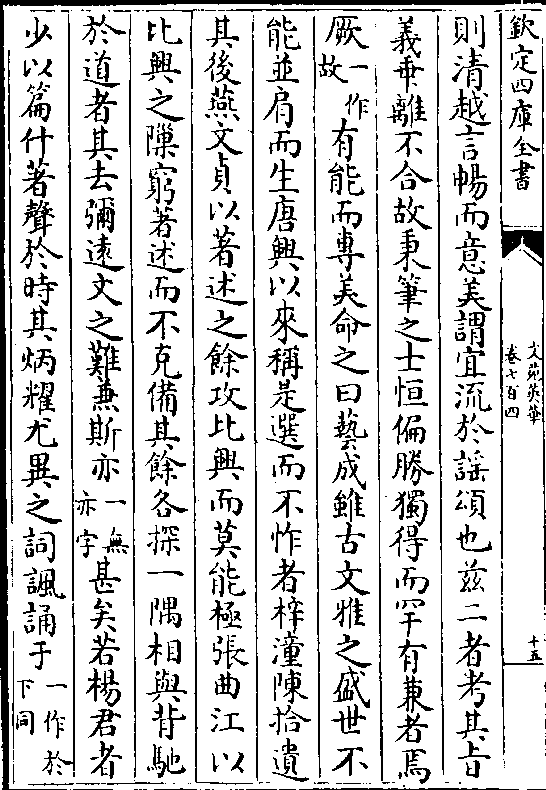 欽定四庫全書
文苑英華
卷七百四
十五
則清越言暢而意美謂宜流於謡頌也兹二者考其旨
義乖離不合故秉筆之士恒偏勝獨得而罕有兼者焉
厥一作故有能而專美命之曰藝成雖古文雅之盛世不
能並肩而生唐興以來稱是選而不怍者梓潼陳拾遺
其後燕文貞以著述之餘攻比興而莫能極張曲江以
比興之隟窮著述而不克備其餘各探一隅相與背馳
於道者其去彌逺文之難兼斯亦一無亦字甚矣若楊君者
少以篇什著聲於時其炳耀尤異之詞諷誦于一作於下同